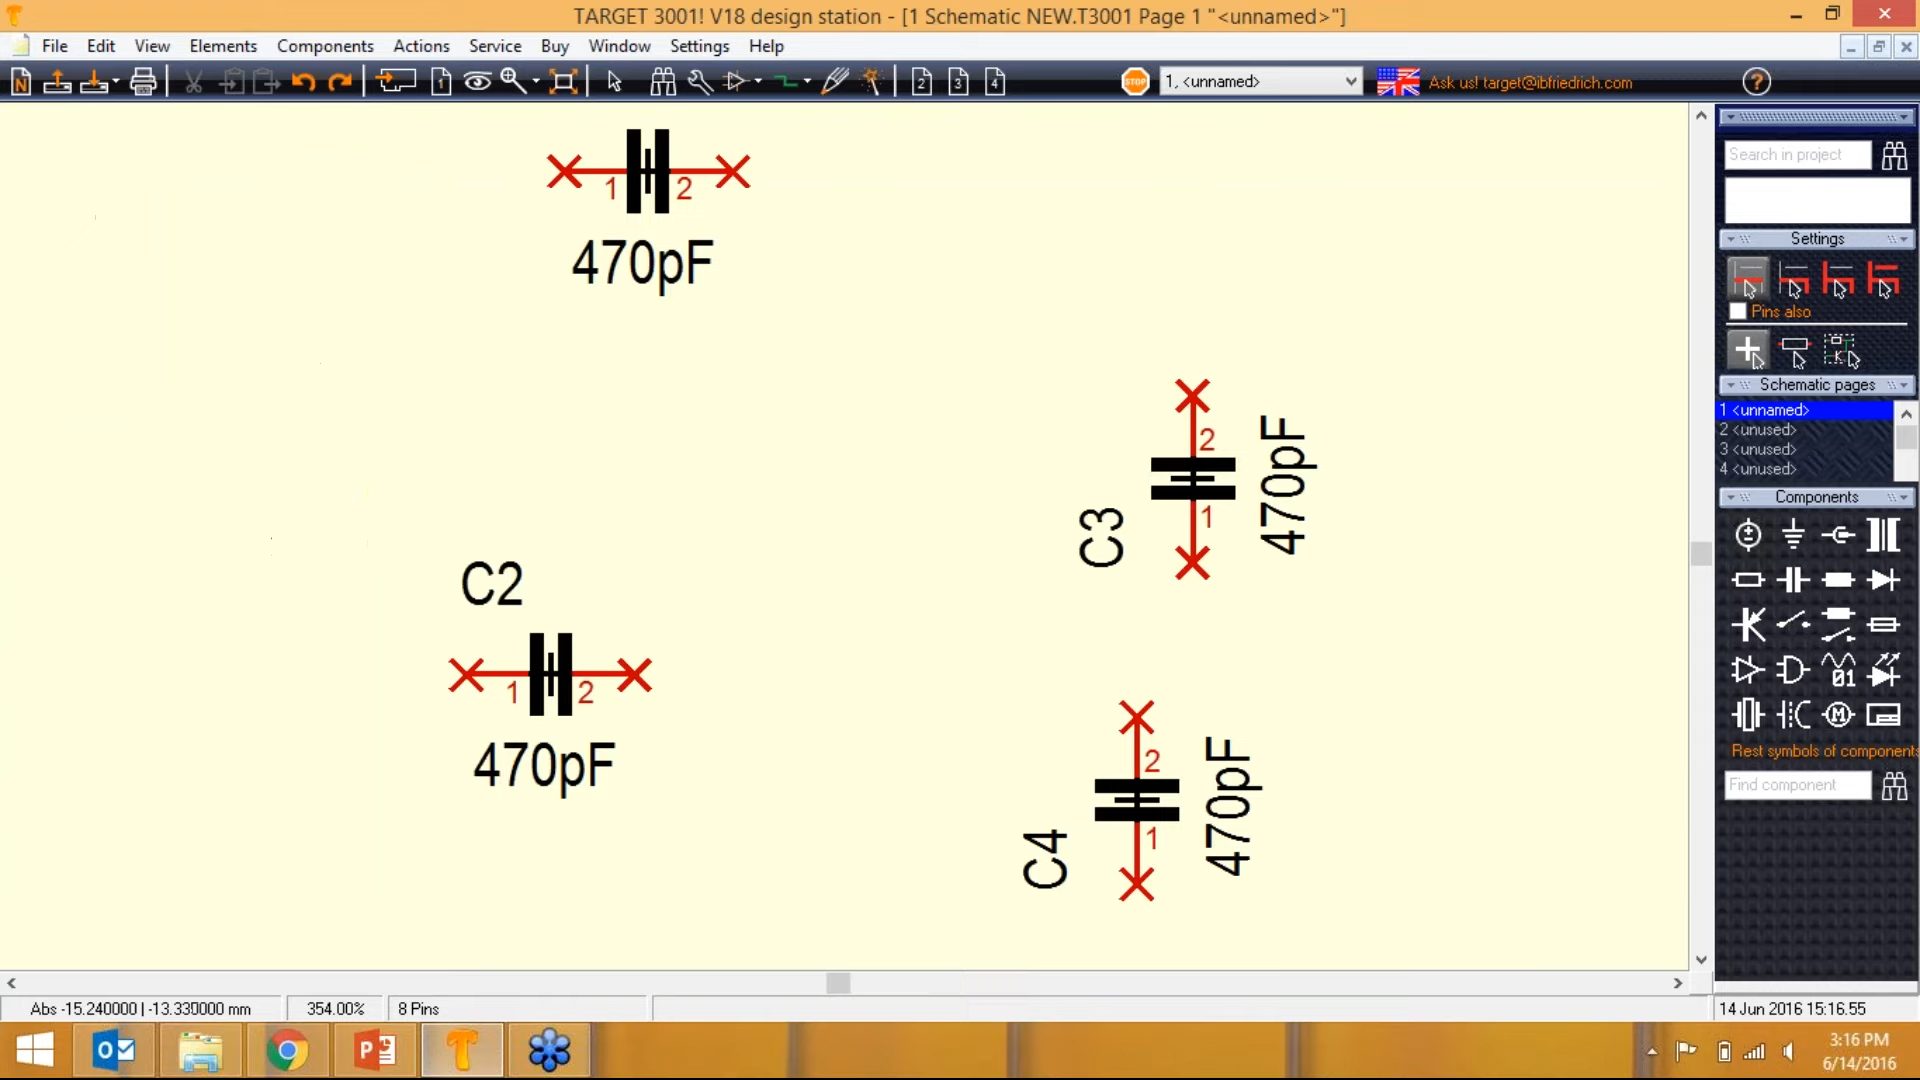 TARGET 3001! V18 design station - [1 Schematic NEW.T3001 Page 1 "<unnamed>"]
File Edit View Elements Components Actions Service Buy Window Settings Help
1, <unnamed>
Ask us! target@ibfriedrich.com
Search in project
Settings
Pins also
Schematic pages
1 <unnamed>
2 <unused>
3 <unused>
4 <unused>
Components
Rest symbols of components
Find component
1 2
470pF
C2
1 2
470pF
C3
2
1
470pF
C4
2
1
470pF
Abs -15.240000 | -13.330000 mm
354.00%
8 Pins
14 Jun 2016 15:16.55
3:16 PM
6/14/2016